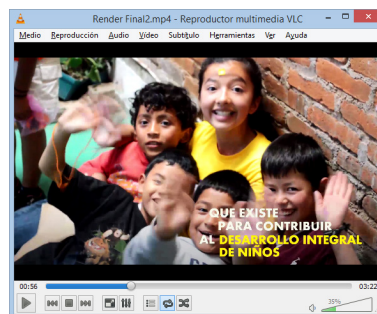 Render Final2.mp4 - Reproductor multimedia VLC
Medio Reproducción Audio Vídeo Subtítulo Herramientas Ver Ayuda
QUE EXISTE
PARA CONTRIBUIR
AL DESARROLLO INTEGRAL
DE NIÑOS
00:56 03:22
35%